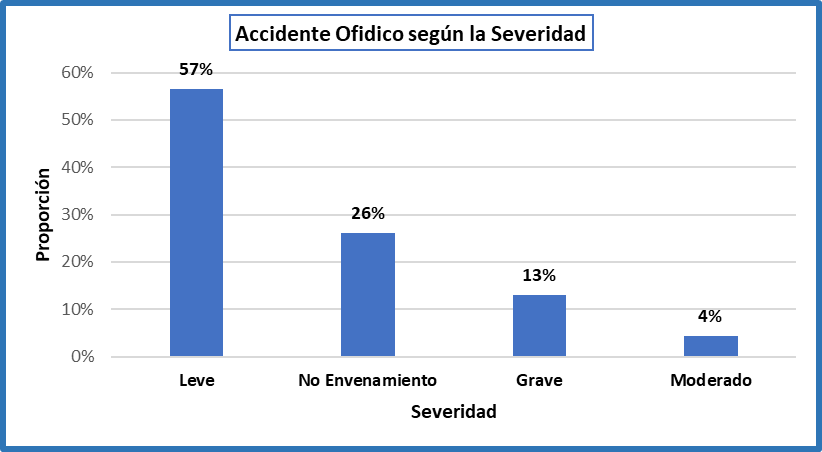 Accidente Ofidico según la Severidad
60%
50%
40%
30%
20%
10%
0%
Proporción
57%
26%
13%
4%
Leve
No Envenamiento
Grave
Moderado
Severidad